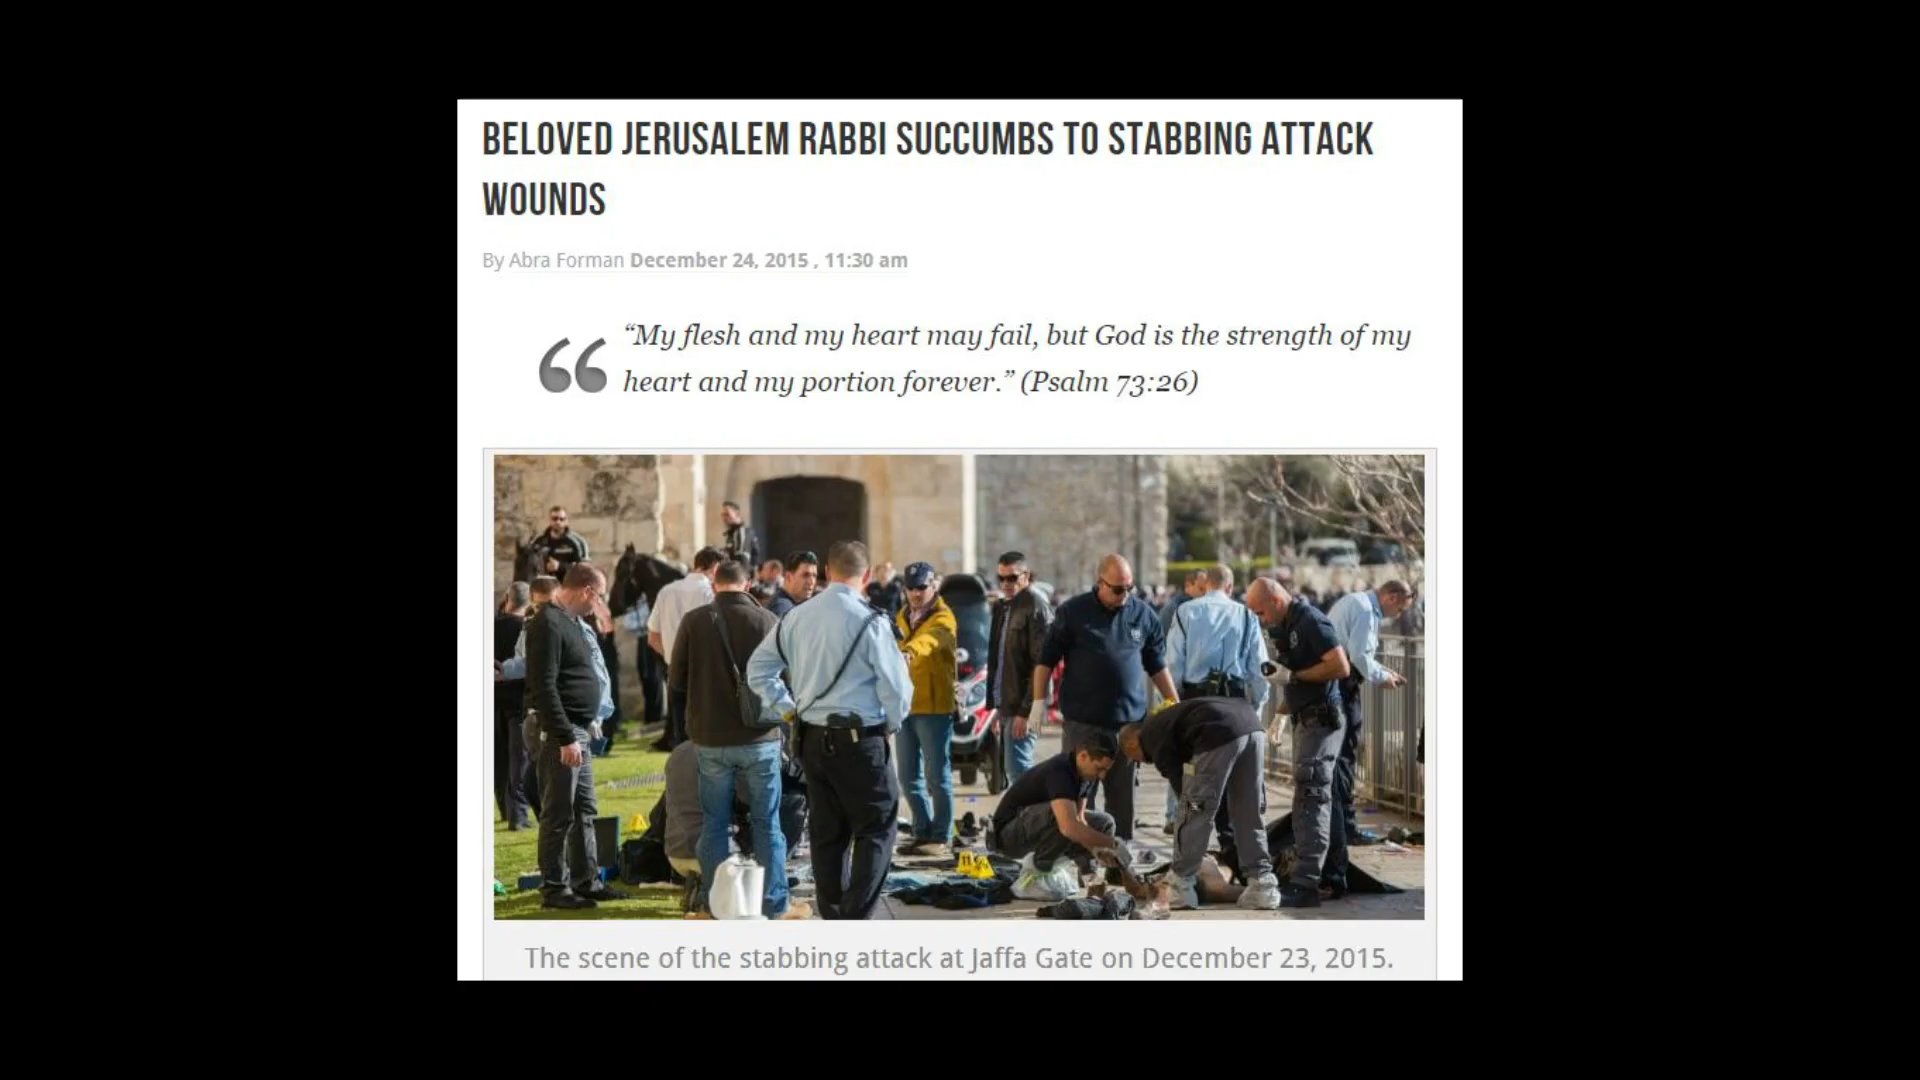 BELOVED JERUSALEM RABBI SUCCUMBS TO STABBING ATTACK
WOUNDS
By Abra Forman December 24, 2015 , 11:30 am
“My flesh and my heart may fail, but God is the strength of my
heart and my portion forever.” (Psalm 73:26)
11
The scene of the stabbing attack at Jaffa Gate on December 23, 2015.